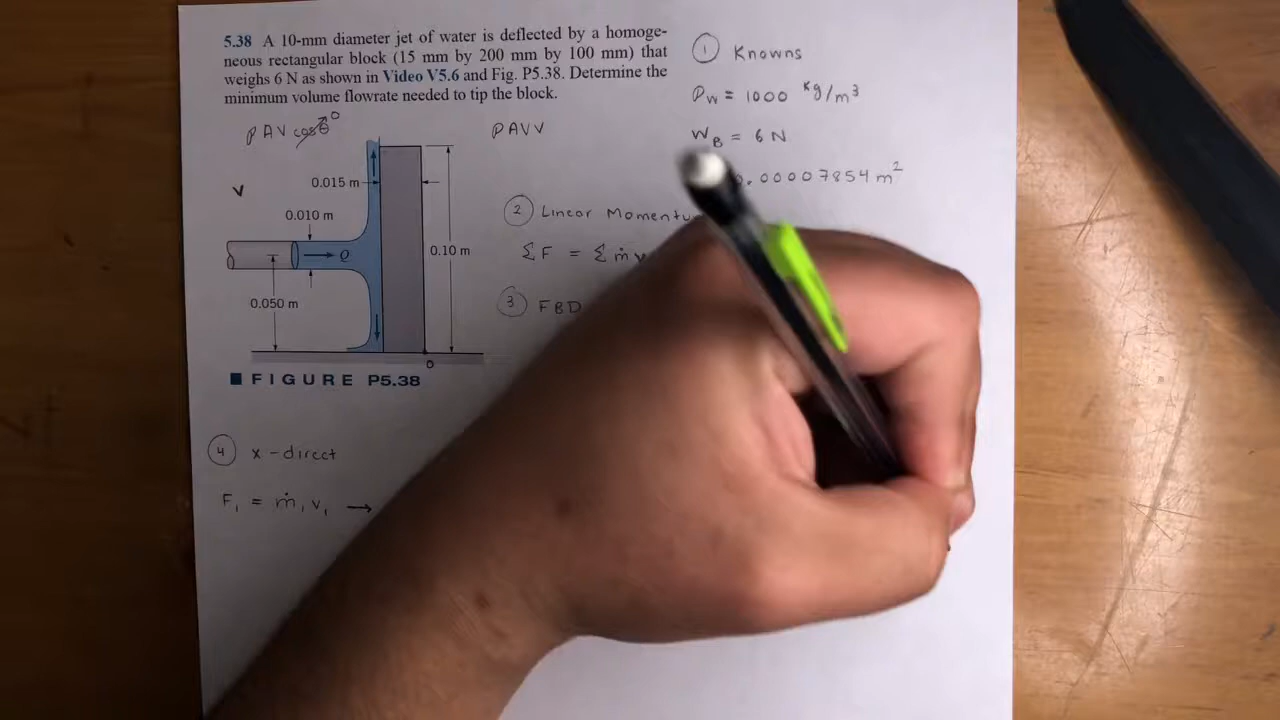 5.38 A 10-mm diameter jet of water is deflected by a homoge-
neous rectangular block (15 mm by 200 mm by 100 mm) that
weighs 6 N as shown in Video V5.6 and Fig. P5.38. Determine the
minimum volume flowrate needed to tip the block.
ρAV cosθ 0
ρAVV
V
0.015 m
0.010 m
Q
0.10 m
0.050 m
O
FIGURE P5.38
① Knowns
ρw = 1000 kg/m³
W_B = 6 N
.00007854 m²
② Linear
ΣF = Σṁv
③ FBD
④ x-direct
F₁ = ṁ₁v₁ →